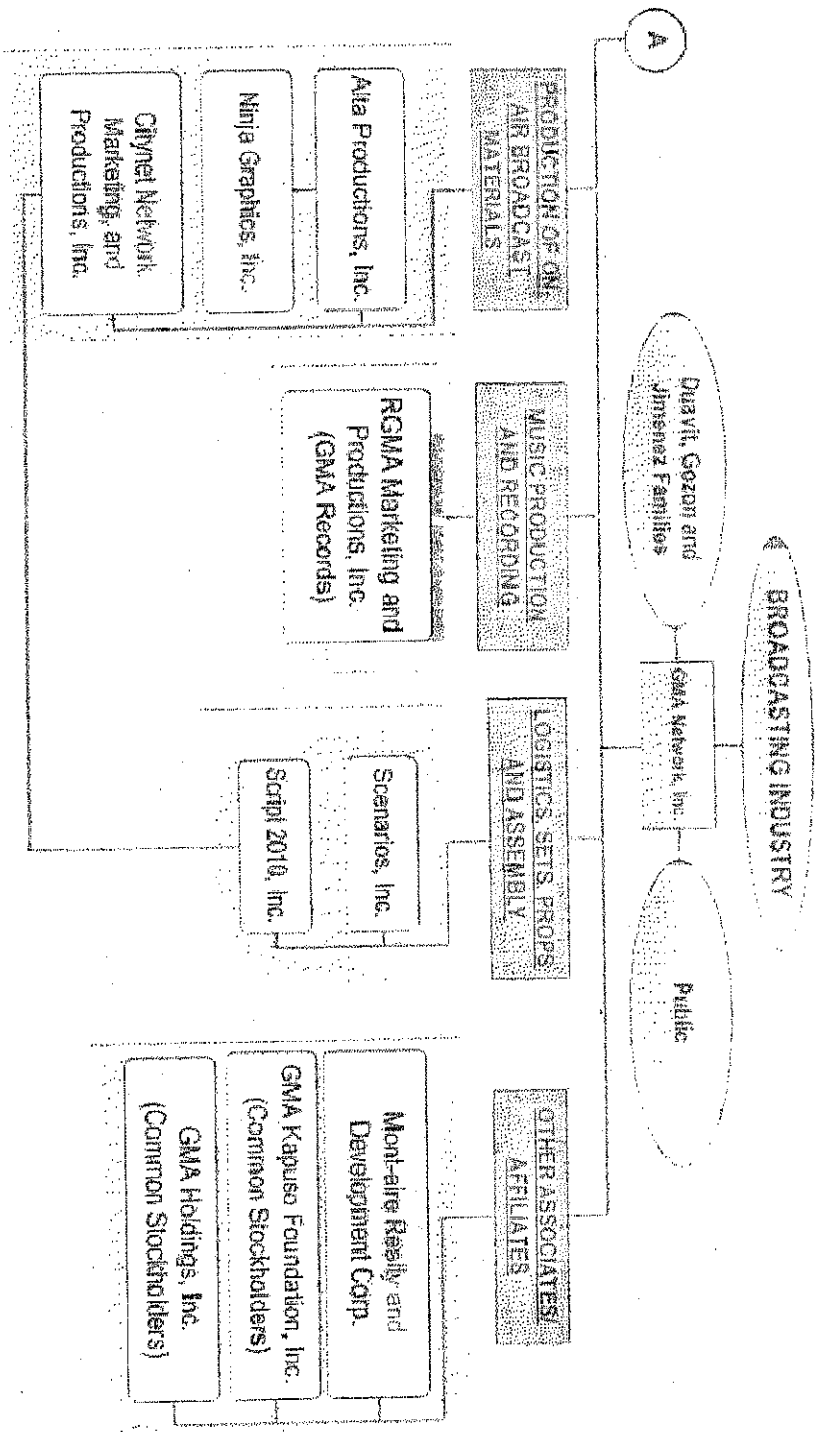 BROADCASTING INDUSTRY
Duavit, Gozon and
Jimenez Families
GMA Network, Inc.
Public
A
PRODUCTION OF ON-
AIR BROADCAST
MATERIALS
Alta Productions, Inc.
Ninja Graphics, Inc.
Citynet Network
Marketing, and
Productions, Inc.
MUSIC PRODUCTION
AND RECORDING
RGMA Marketing and
Productions, Inc.
(GMA Records)
LOGISTICS, SETS, PROPS
AND ASSEMBLY
Scenarios, Inc.
Script 2010, Inc.
OTHER ASSOCIATES/
AFFILIATES
Mont-aire Realty and
Development Corp.
GMA Kapuso Foundation, Inc.
(Common Stockholders)
GMA Holdings, Inc.
(Common Stockholders)